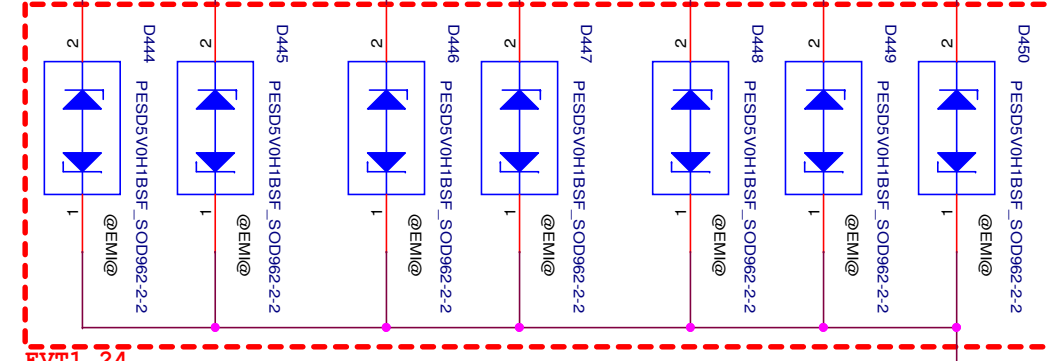 2
D444
PESD5V0H1BSF_SOD962-2-2
1
@EMI@
2
D445
PESD5V0H1BSF_SOD962-2-2
1
@EMI@
2
D446
PESD5V0H1BSF_SOD962-2-2
1
@EMI@
2
D447
PESD5V0H1BSF_SOD962-2-2
1
@EMI@
2
D448
PESD5V0H1BSF_SOD962-2-2
1
@EMI@
2
D449
PESD5V0H1BSF_SOD962-2-2
1
@EMI@
2
D450
PESD5V0H1BSF_SOD962-2-2
1
@EMI@
EVT1_24